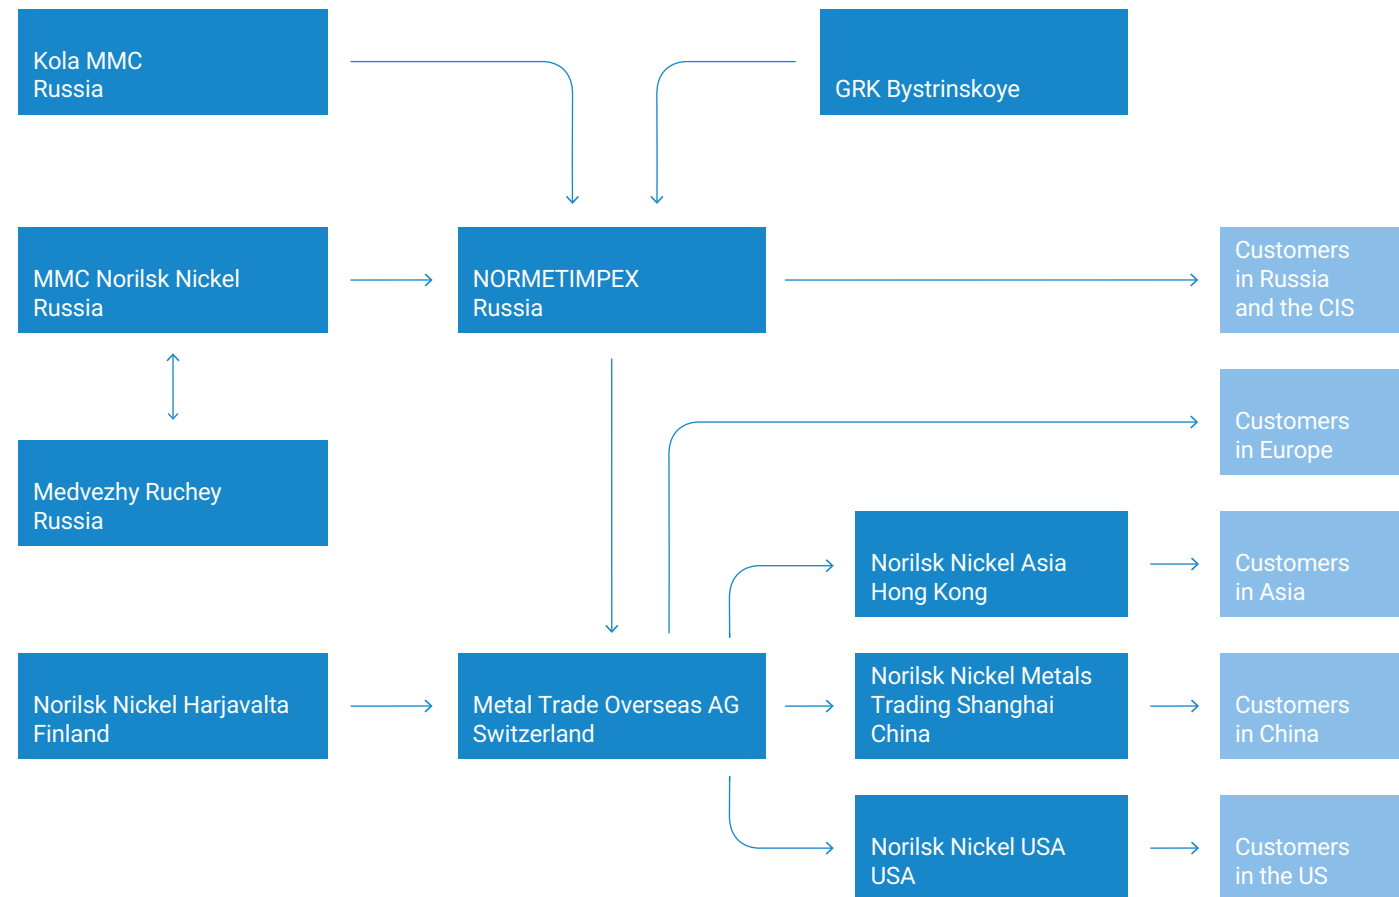 Kola MMC
Russia
GRK Bystrinskoye
MMC Norilsk Nickel
Russia
NORMETIMPEX
Russia
Customers
in Russia
and the CIS
Customers
in Europe
Medvezhy Ruchey
Russia
Norilsk Nickel Asia
Hong Kong
Customers
in Asia
Norilsk Nickel Harjavalta
Finland
Metal Trade Overseas AG
Switzerland
Norilsk Nickel Metals
Trading Shanghai
China
Customers
in China
Norilsk Nickel USA
USA
Customers
in the US